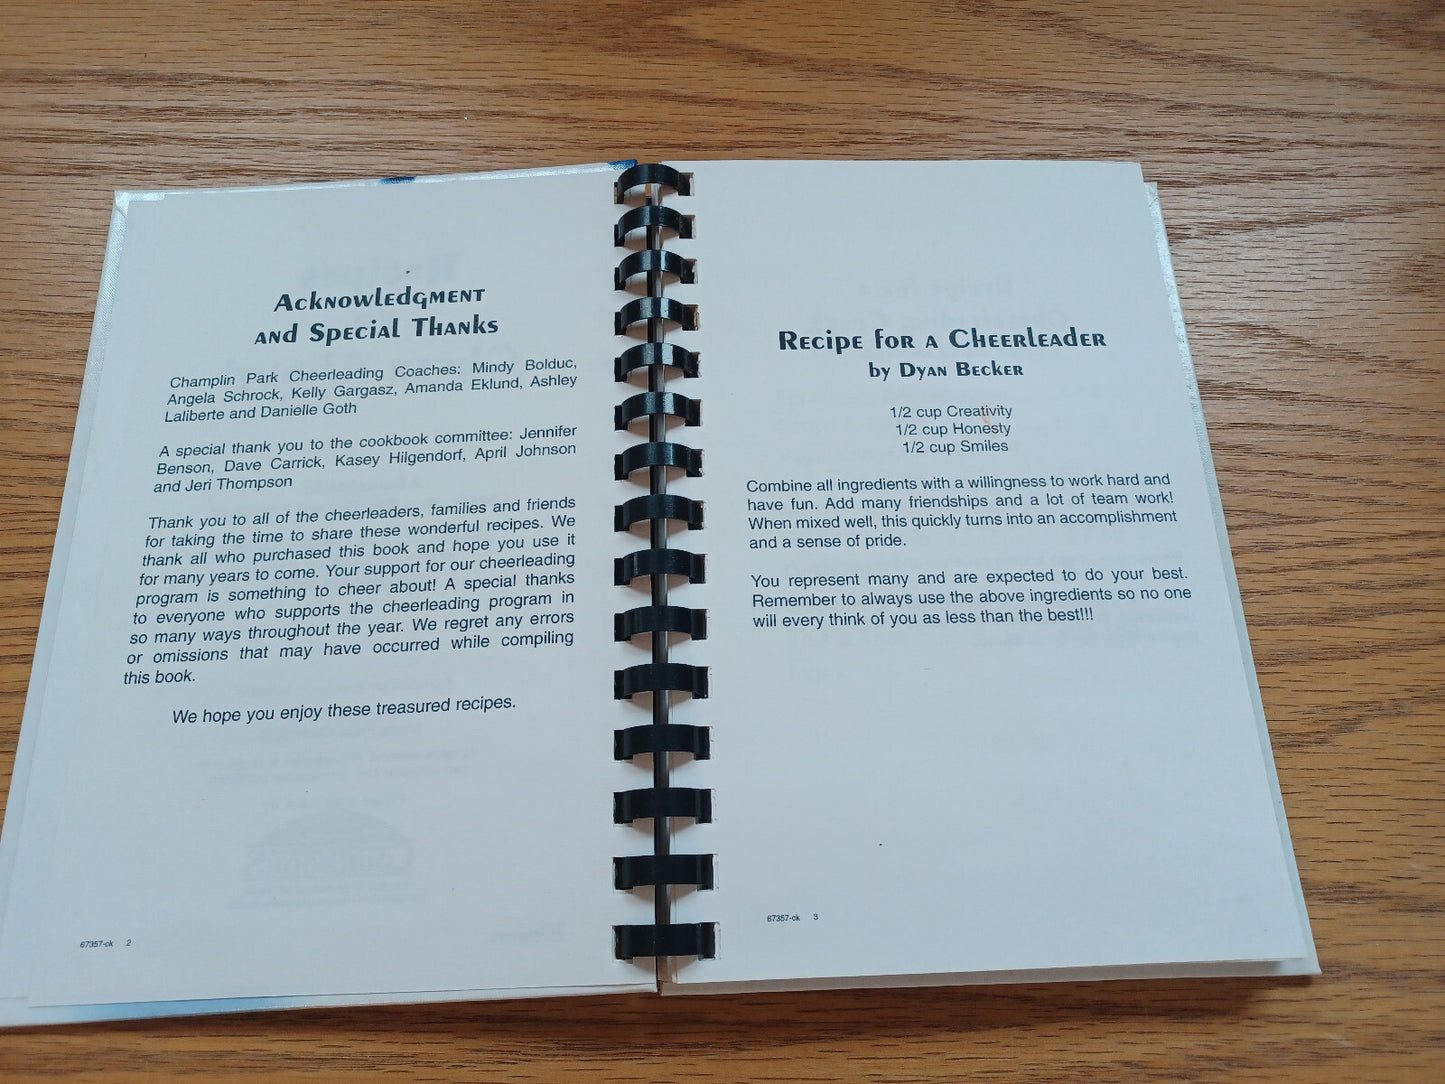 Acknowledgment
and Special Thanks
Champlin Park Cheerleading Coaches: Mindy Bolduc,
Angela Schrock, Kelly Gargasz, Amanda Eklund, Ashley
Laliberte and Danielle Goth
A special thank you to the cookbook committee: Jennifer
Benson, Dave Carrick, Kasey Hilgendorf, April Johnson
and Jeri Thompson
Thank you to all of the cheerleaders, families and friends
for taking the time to share these wonderful recipes. We
thank all who purchased this book and hope you use it
for many years to come. Your support for our cheerleading
program is something to cheer about! A special thanks
to everyone who supports the cheerleading program in
so many ways throughout the year. We regret any errors
or omissions that may have occurred while compiling
this book.
We hope you enjoy these treasured recipes.
67357-ck 2
Recipe for a Cheerleader
by Dyan Becker
1/2 cup Creativity
1/2 cup Honesty
1/2 cup Smiles
Combine all ingredients with a willingness to work hard and
have fun. Add many friendships and a lot of team work!
When mixed well, this quickly turns into an accomplishment
and a sense of pride.
You represent many and are expected to do your best.
Remember to always use the above ingredients so no one
will every think of you as less than the best!!!
67357-ck 3